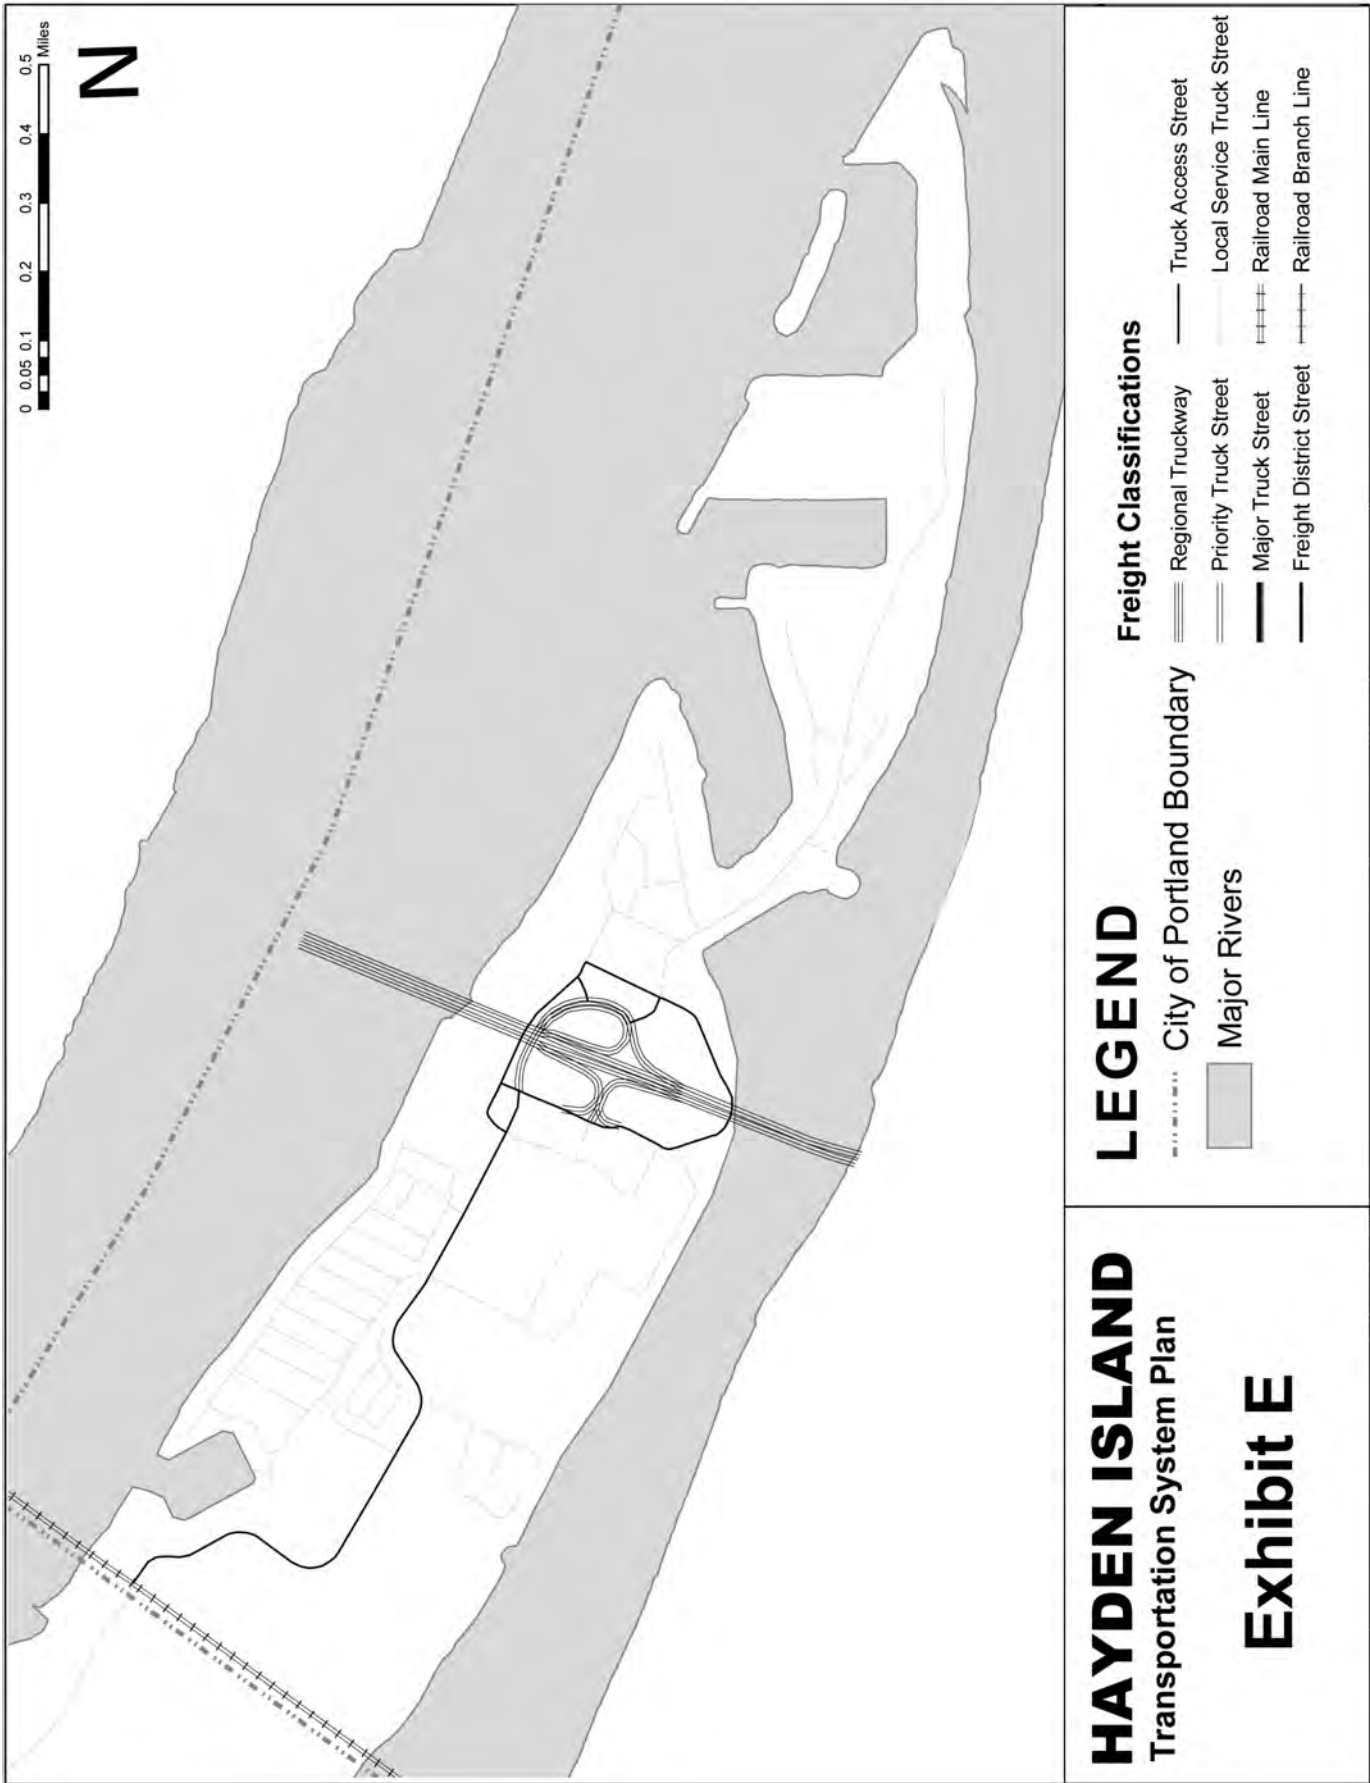 0 0.05 0.1 0.2 0.3 0.4 0.5
Miles
N
HAYDEN ISLAND
Transportation System Plan
Exhibit E
LEGEND
City of Portland Boundary
Major Rivers
Freight Classifications
Regional Truckway
Priority Truck Street
Major Truck Street
Freight District Street
Truck Access Street
Local Service Truck Street
Railroad Main Line
Railroad Branch Line